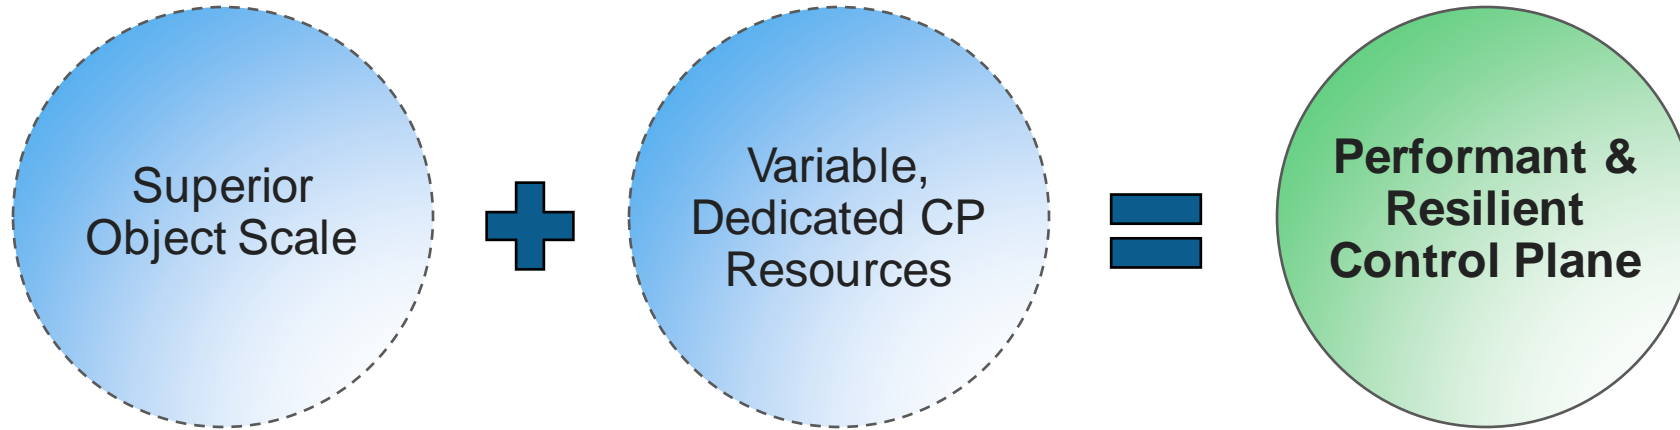 Superior
Object Scale
Variable,
Dedicated CP
Resources
Performant &
Resilient
Control Plane